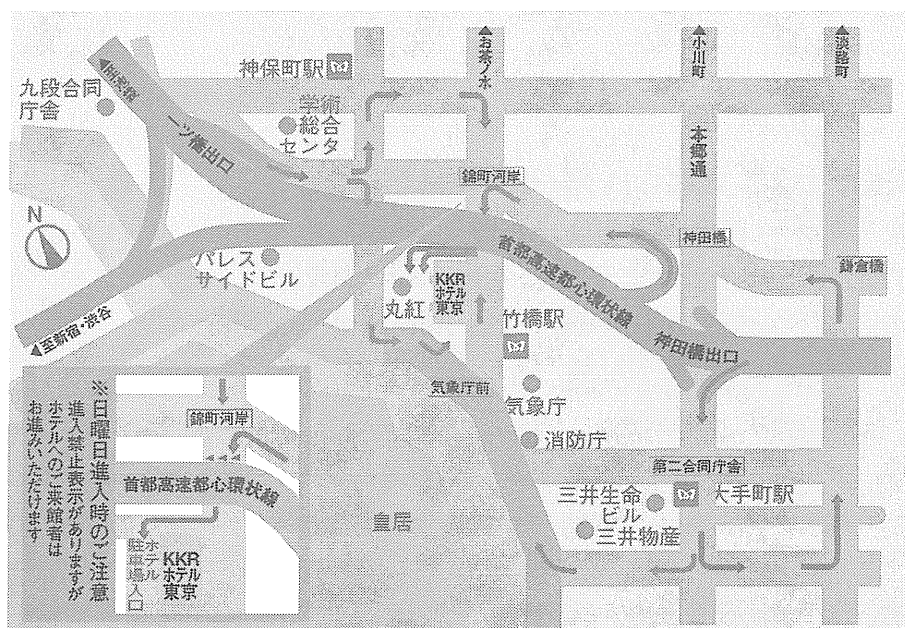 ▲お茶ノ水
▲小川町
▲淡路町
神保町駅
九段合同
庁舎
学術
総合
センタ
一ツ橋出口
本郷通
錦町河岸
N
神田橋
鎌倉橋
パレス
サイドビル
首都高速都心環状線
丸紅
KKR
ホテル
東京
竹橋駅
▲至新宿・渋谷
神田橋出口
気象庁前
気象庁
消防庁
第二合同庁舎
三井生命
ビル
大手町駅
三井物産
皇居
※日曜日進入時のご注意
進入禁止表示がありますが
ホテルへのご来館者は
お進みいただけます
錦町河岸
首都高速都心環状線
ホテル
駐車場入口
KKR
ホテル
東京